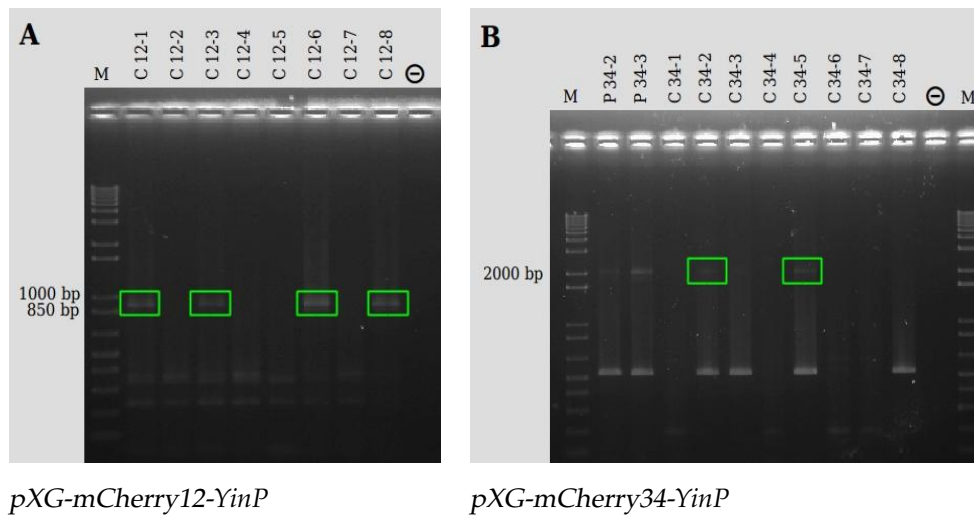 A
M C 12-1 C 12-2 C 12-3 C 12-4 C 12-5 C 12-6 C 12-7 C 12-8 ⊖
1000 bp
850 bp
pXG-mCherry12-YinP
B
M P 34-2 P 34-3 C 34-1 C 34-2 C 34-3 C 34-4 C 34-5 C 34-6 C 34-7 C 34-8 ⊖ M
2000 bp
pXG-mCherry34-YinP